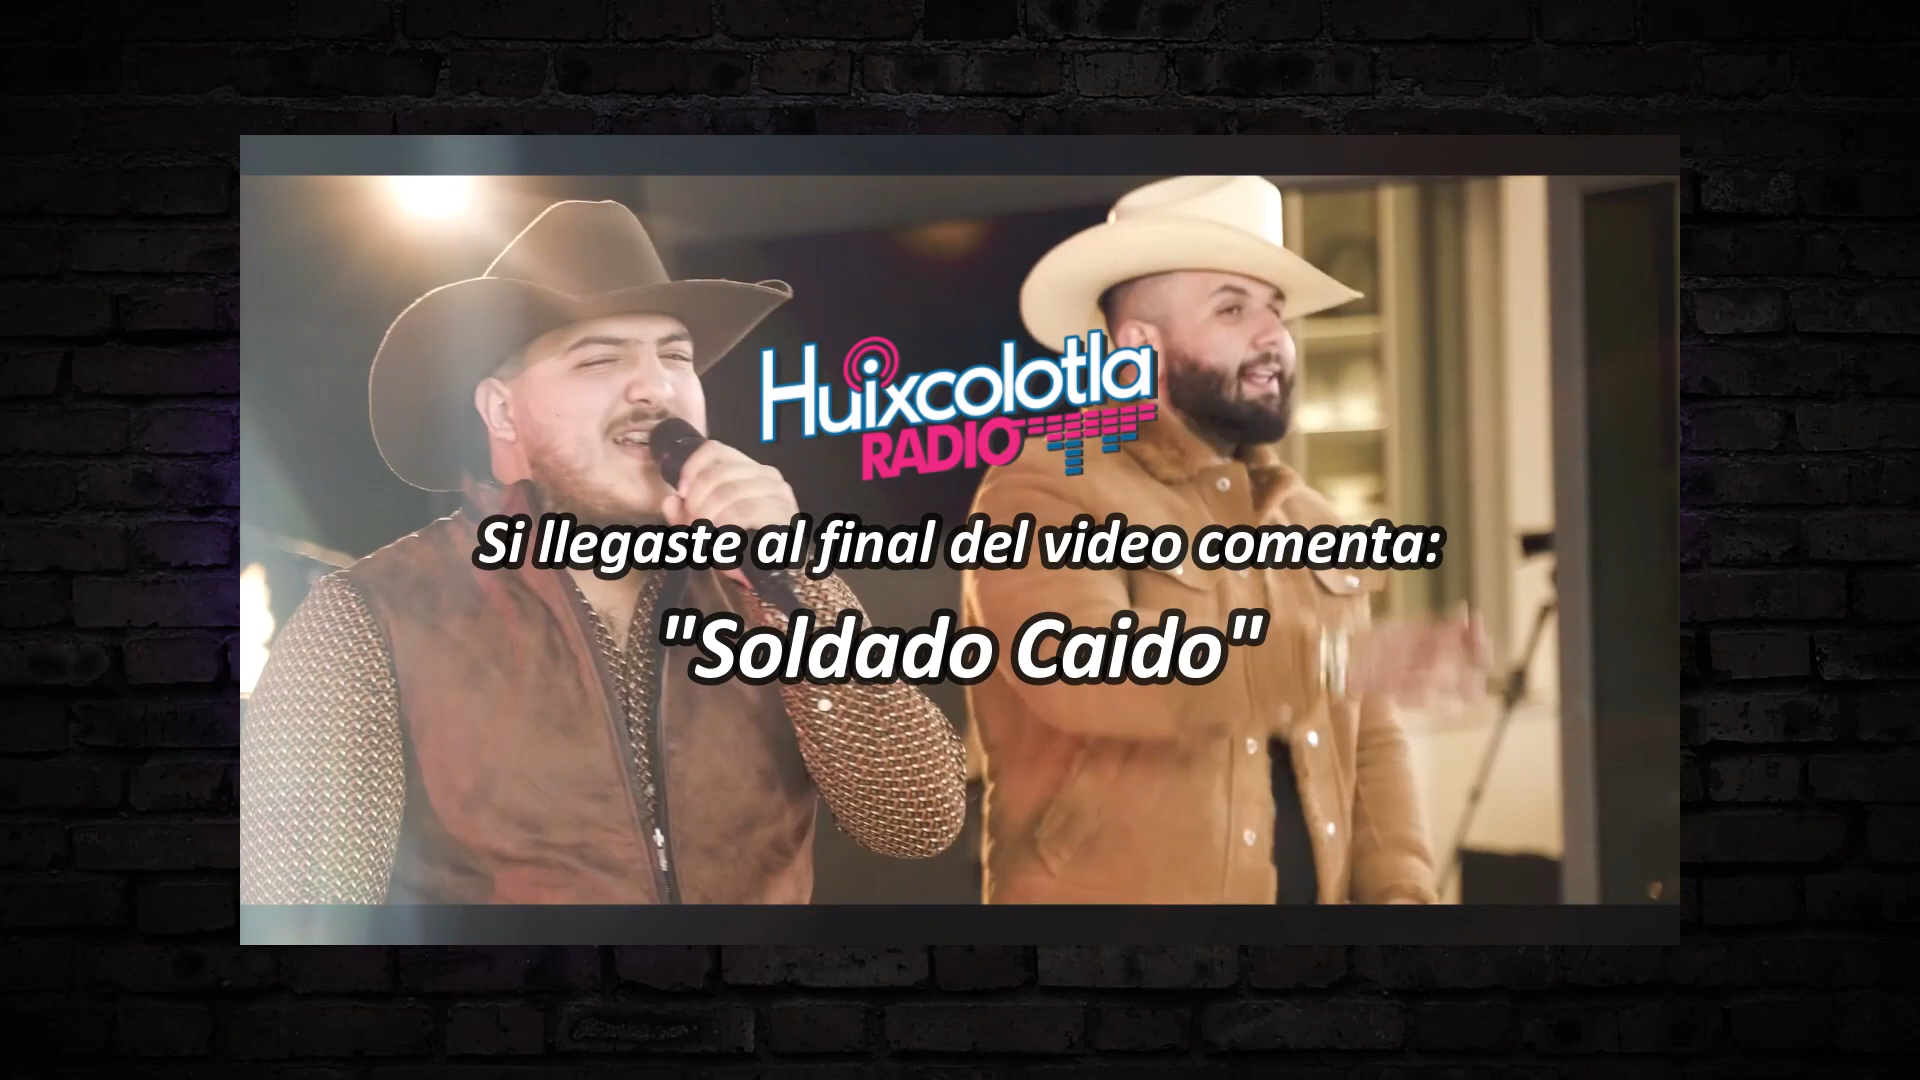 Huixcolotla
RADIO
Si llegaste al final del video comenta:
"Soldado Caido"